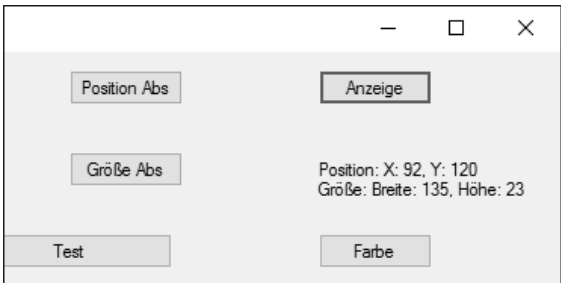 Position Abs
Anzeige
Größe Abs
Position: X: 92, Y: 120
Größe: Breite: 135, Höhe: 23
Test
Farbe